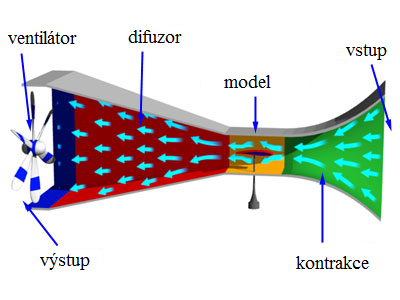 ventilátor
difuzor
vstup
model
výstup
kontrakce